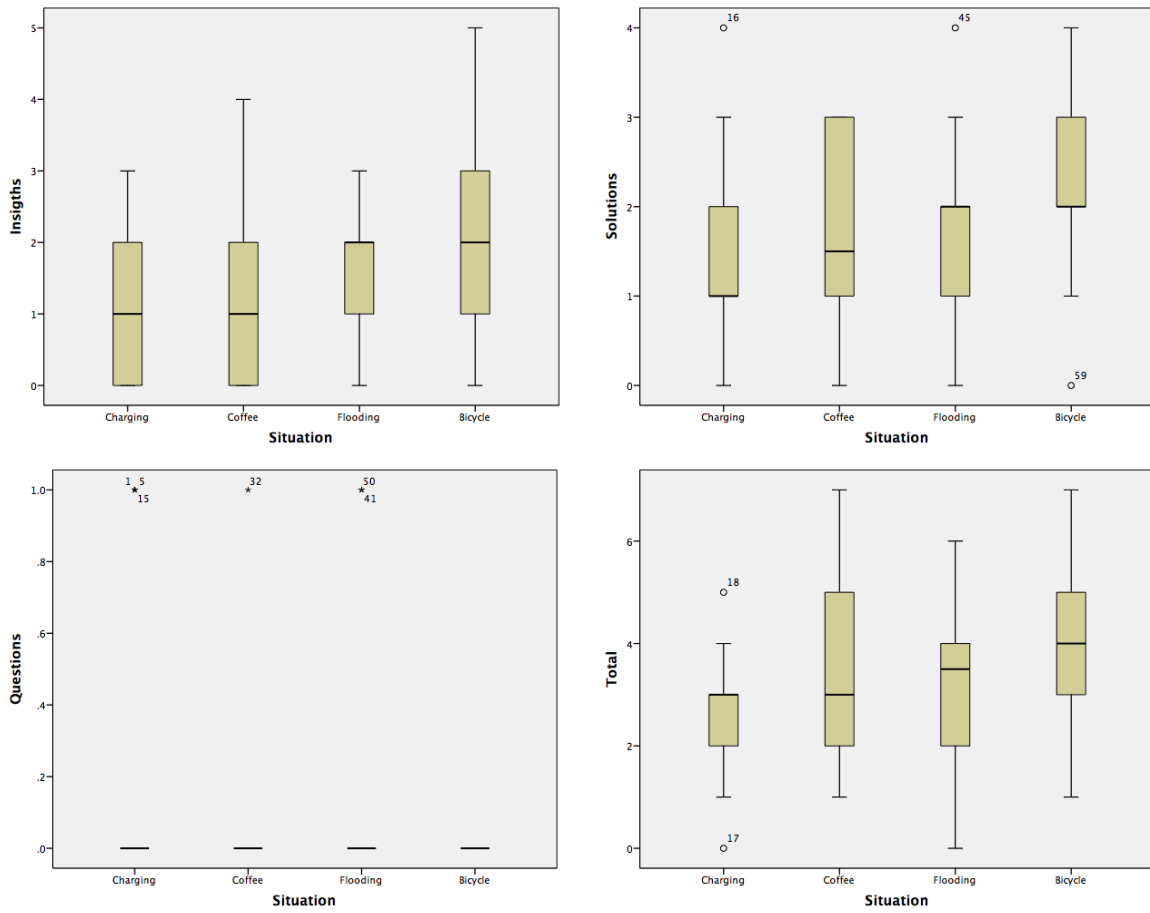 5
4
3
2
1
0
Insigths
Charging Coffee Flooding Bicycle
Situation
16
45
4
3
2
1
0
59
Solutions
Charging Coffee Flooding Bicycle
Situation
1 5 32 50
15 41
1.0
.8
.6
.4
.2
.0
Questions
Charging Coffee Flooding Bicycle
Situation
6
4
2
0
18
17
Total
Charging Coffee Flooding Bicycle
Situation